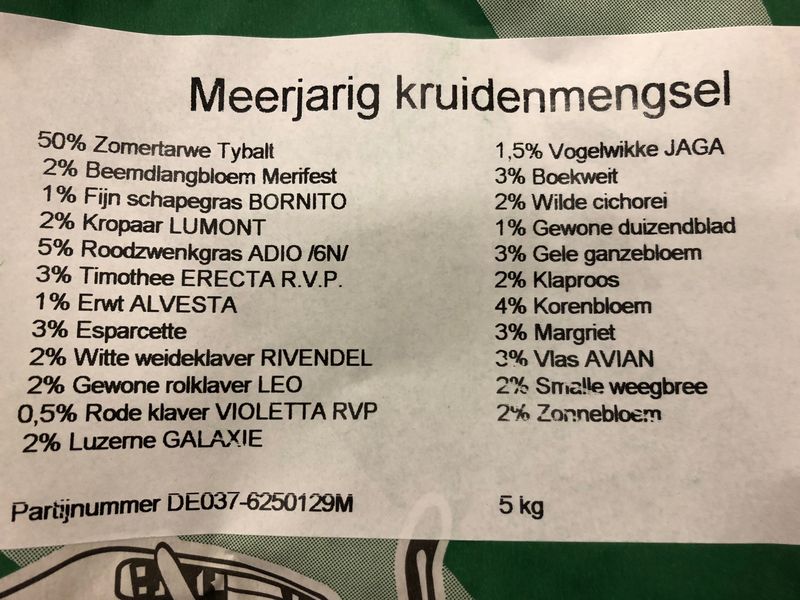 Meerjarig kruidenmengsel
50% Zomertarwe Tybalt
2% Beemdlangbloem Merifest
1% Fijn schapegras BORNITO
2% Kropaar LUMONT
5% Roodzwenkgras ADIO /6N/
3% Timothee ERECTA R.V.P.
1% Erwt ALVESTA
3% Esparcette
2% Witte weideklaver RIVENDEL
2% Gewone rolklaver LEO
0,5% Rode klaver VIOLETTA RVP
2% Luzerne GALAXIE
1,5% Vogelwikke JAGA
3% Boekweit
2% Wilde cichorei
1% Gewone duizendblad
3% Gele ganzebloem
2% Klaproos
4% Korenbloem
3% Margriet
3% Vlas AVIAN
2% Smalle weegbree
2% Zonnebloem
Partijnummer DE037-6250129M
5 kg